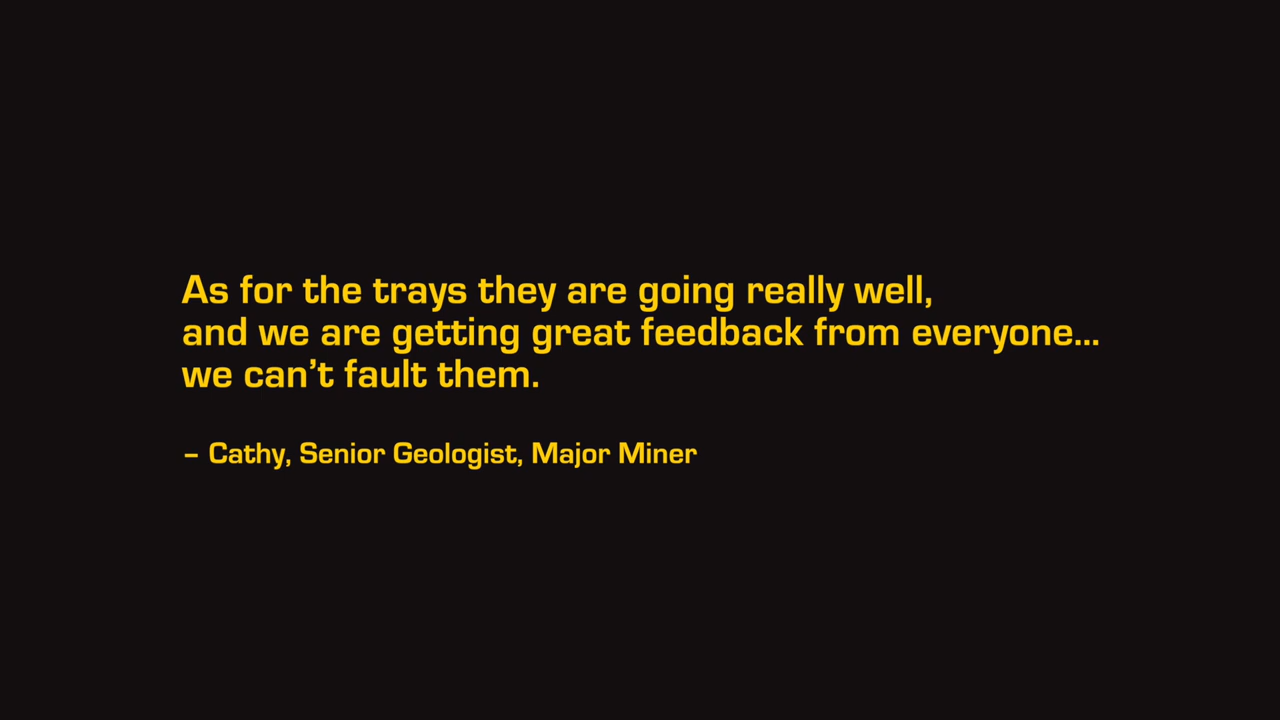 As for the trays they are going really well,
and we are getting great feedback from everyone...
we can’t fault them.
– Cathy, Senior Geologist, Major Miner